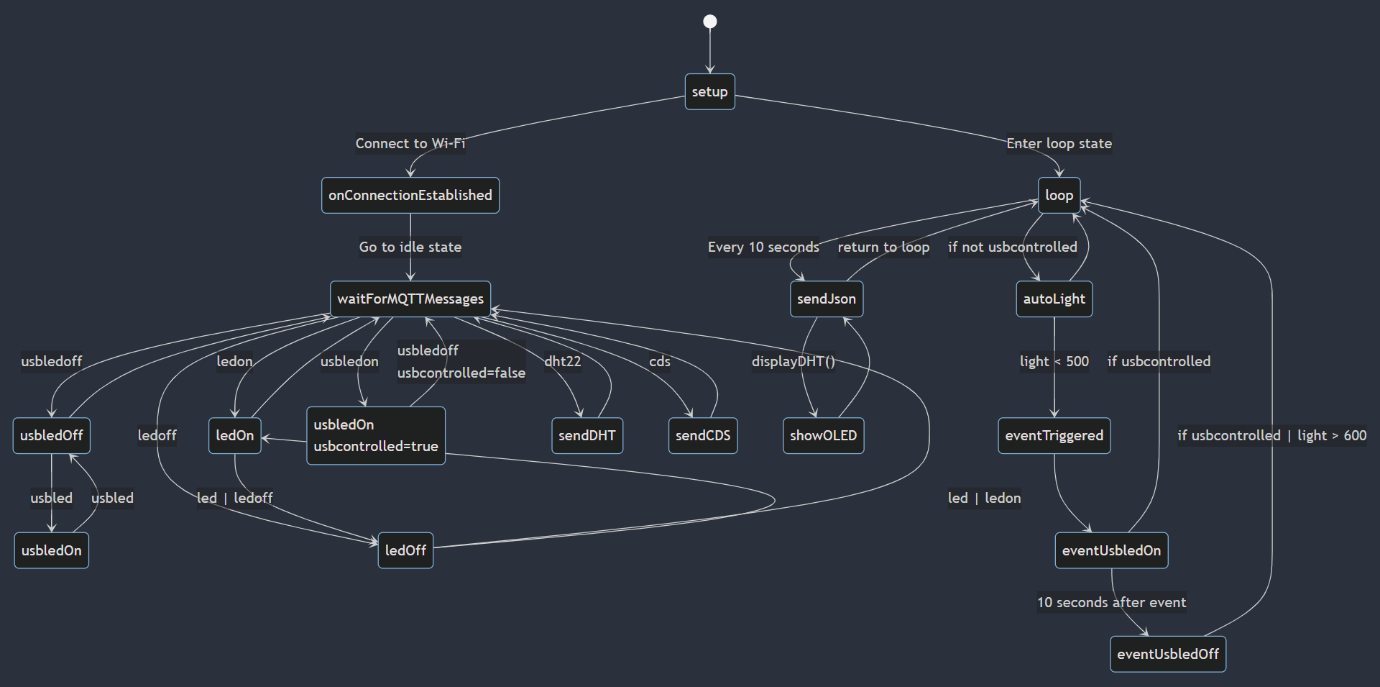 setup
Connect to Wi-Fi
Enter loop state
onConnectionEstablished
loop
Go to idle state
Every 10 seconds
return to loop
if not usbcontrolled
waitForMQTTMessages
sendJson
autoLight
usbledoff
ledon
usbledon
usbledoff
usbcontrolled=false
dht22
cds
displayDHT()
light < 500
if usbcontrolled
usbledOff
ledoff
ledOn
usbledOn
usbcontrolled=true
sendDHT
sendCDS
showOLED
eventTriggered
if usbcontrolled | light > 600
usbled
usbled
led | ledoff
led | ledon
usbledOn
ledOff
eventUsbledOn
10 seconds after event
eventUsbledOff